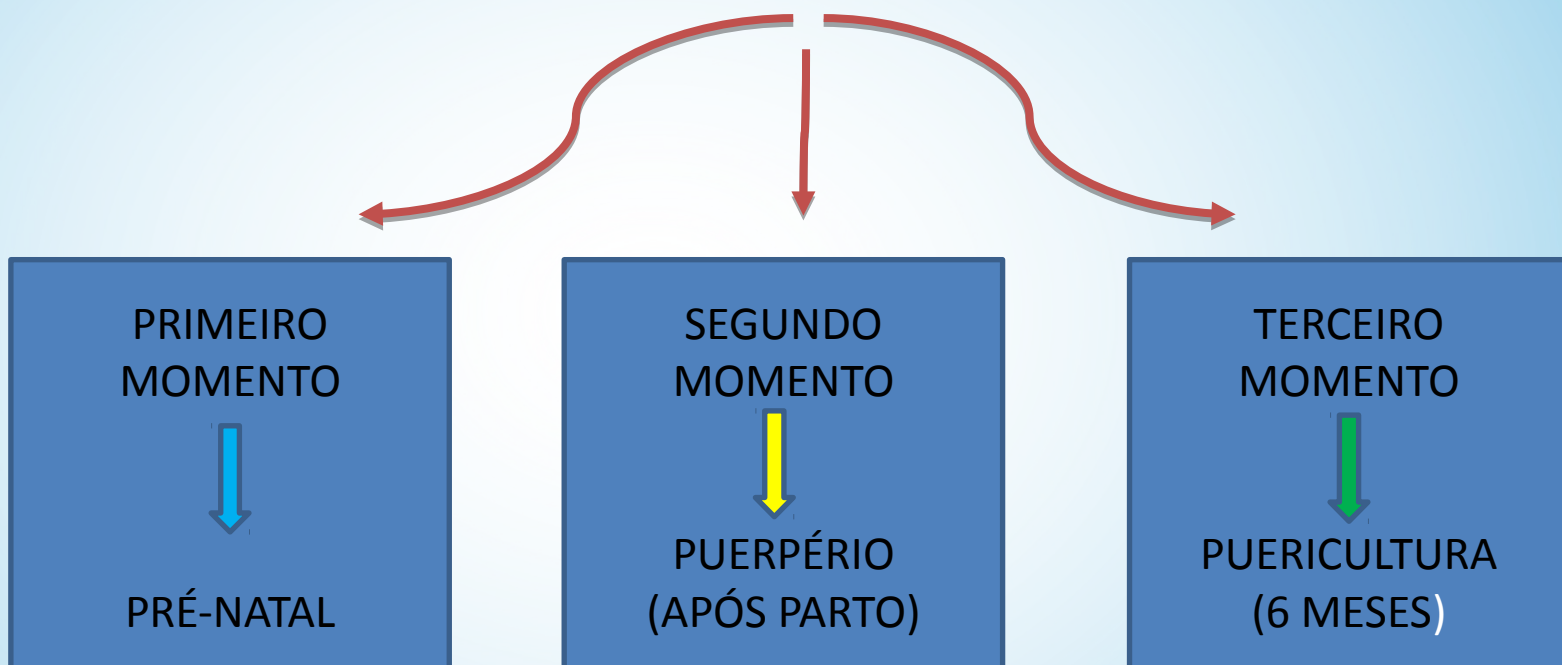 PRIMEIRO
MOMENTO
PRÉ-NATAL
SEGUNDO
MOMENTO
PUERPÉRIO
(APÓS PARTO)
TERCEIRO
MOMENTO
PUERICULTURA
(6 MESES)